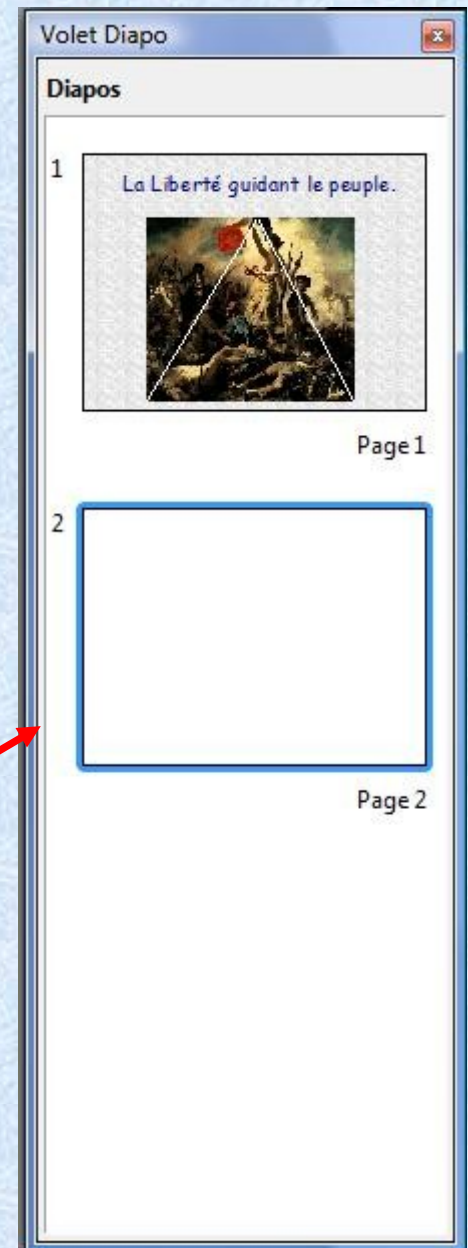 Volet Diapo
Diapos
1
La Liberté guidant le peuple.
Page 1
2
Page 2